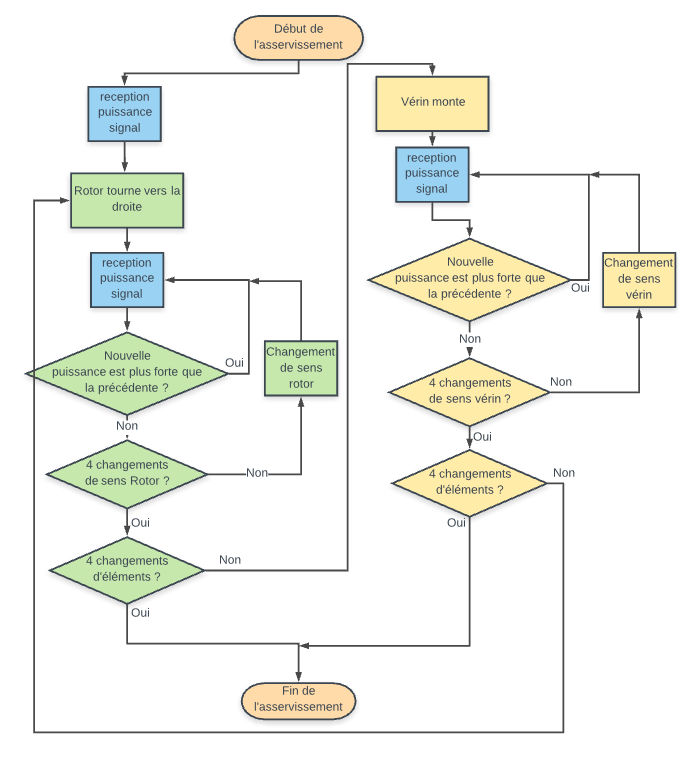 Début de
l'asservissement
reception
puissance
signal
Rotor tourne vers la
droite
reception
puissance
signal
Nouvelle
puissance est plus forte que
la précédente ?
Oui
Changement
de sens
rotor
Non
4 changements
de sens Rotor ?
Non
Oui
4 changements
d'éléments ?
Non
Oui
Vérin monte
reception
puissance
signal
Nouvelle
puissance est plus forte que
la précédente ?
Oui
Changement
de sens
vérin
Non
4 changements
de sens vérin ?
Non
Oui
4 changements
d'éléments ?
Non
Oui
Fin de
l'asservissement